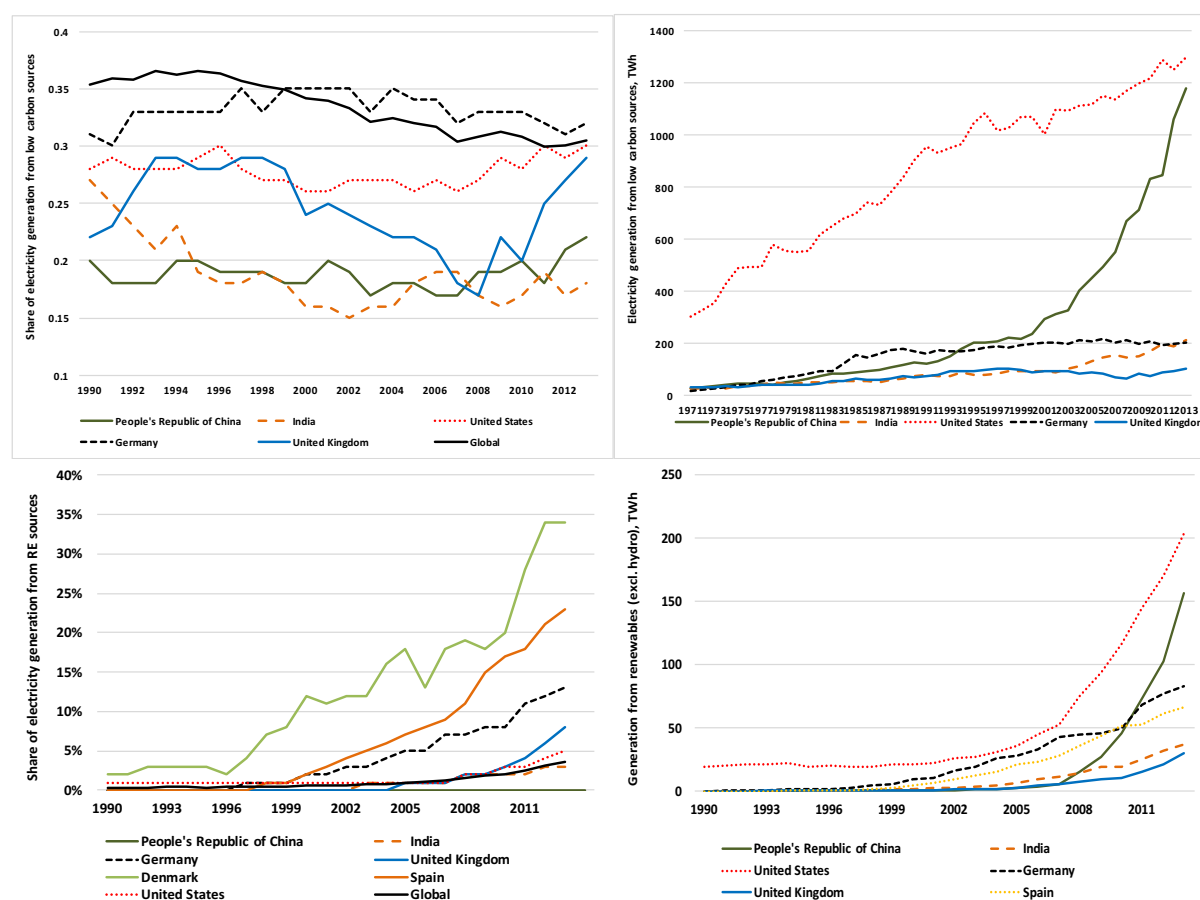 Share of electricity generation from low carbon sources
0.4
0.35
0.3
0.25
0.2
0.15
0.1
1990 1992 1994 1996 1998 2000 2002 2004 2006 2008 2010 2012
People's Republic of China India United States
Germany United Kingdom Global
Electricity generation from low carbon sources, TWh
1400
1200
1000
800
600
400
200
0
1971 1973 1975 1977 1979 1981 1983 1985 1987 1989 1991 1993 1995 1997 1999 2001 2003 2005 2007 2009 2011 2013
People's Republic of China India United States Germany United Kingdom
Share of electricity generation from RE sources
40%
35%
30%
25%
20%
15%
10%
5%
0%
1990 1993 1996 1999 2002 2005 2008 2011
People's Republic of China India
Germany United Kingdom
Denmark Spain
United States Global
Generation from renewables (excl. hydro), TWh
250
200
150
100
50
0
1990 1993 1996 1999 2002 2005 2008 2011
People's Republic of China India
United States Germany
United Kingdom Spain